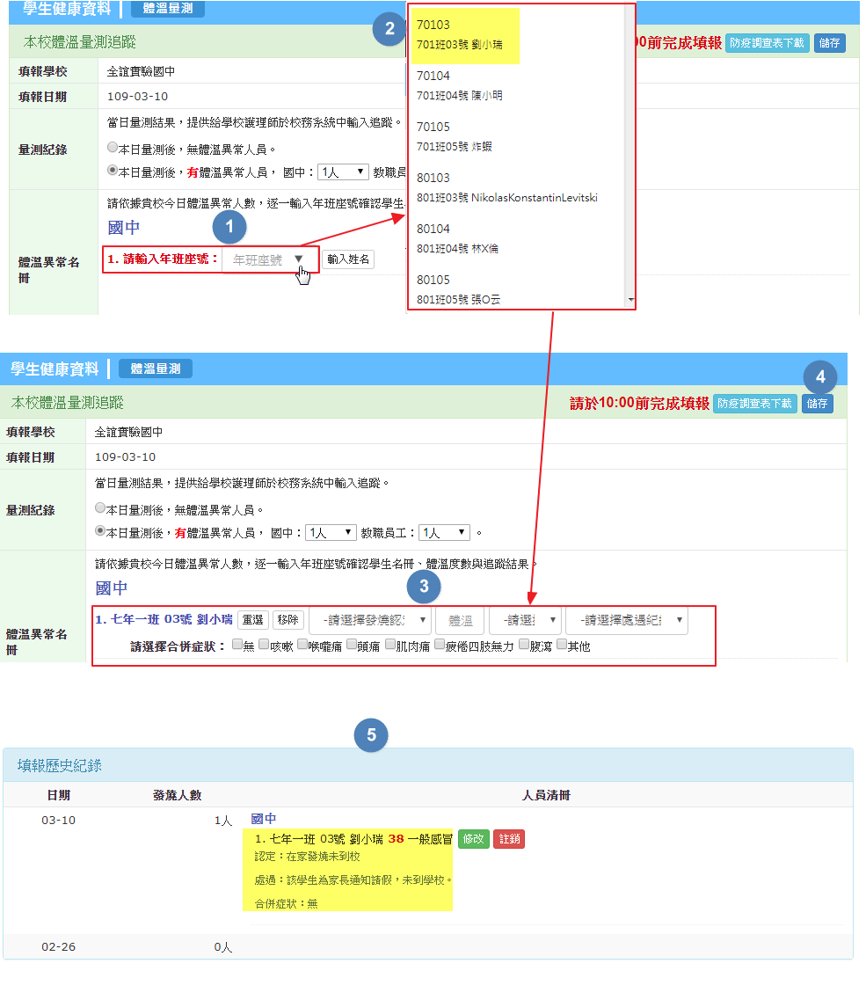 學生健康資料 體溫量測
本校體溫量測追蹤 00前完成填報 防疫調查表下載 儲存
填報學校 全誼實驗國中
填報日期 109-03-10
當日量測結果，提供給學校護理師於校務系統中輸入追蹤。
量測紀錄 本日量測後，無體溫異常人員。
本日量測後，有體溫異常人員， 國中： 1人 教職員
請依據貴校今日體溫異常人數，逐一輸入年班座號確認學生
國中
體溫異常名冊
1. 請輸入年班座號： 年班座號 輸入姓名
1
2
70103
701班03號 劉小瑞
70104
701班04號 陳小明
70105
701班05號 炸蝦
80103
801班03號 NikolasKonstantinLevitski
80104
801班04號 林X倫
80105
801班05號 張O云
學生健康資料 體溫量測
4
本校體溫量測追蹤 請於10:00前完成填報 防疫調查表下載 儲存
填報學校 全誼實驗國中
填報日期 109-03-10
當日量測結果，提供給學校護理師於校務系統中輸入追蹤。
量測紀錄 本日量測後，無體溫異常人員。
本日量測後，有體溫異常人員， 國中： 1人 教職員工： 1人 。
請依據貴校今日體溫異常人數，逐一輸入年班座號確認學生名冊、體溫度數與追蹤結果。
國中
3
體溫異常名冊
1. 七年一班 03號 劉小瑞 重選 移除 -請選擇發燒認定 體溫 -請選擇 -請選擇處遇紀錄
請選擇合併症狀： 無 咳嗽 喉嚨痛 頭痛 肌肉痛 疲倦四肢無力 腹瀉 其他
5
填報歷史紀錄
日期 發燒人數 人員清冊
03-10 1人 國中
1. 七年一班 03號 劉小瑞 38 一般感冒 修改 註銷
認定：在家發燒未到校
處遇：該學生為家長通知請假，未到學校。
合併症狀：無
02-26 0人